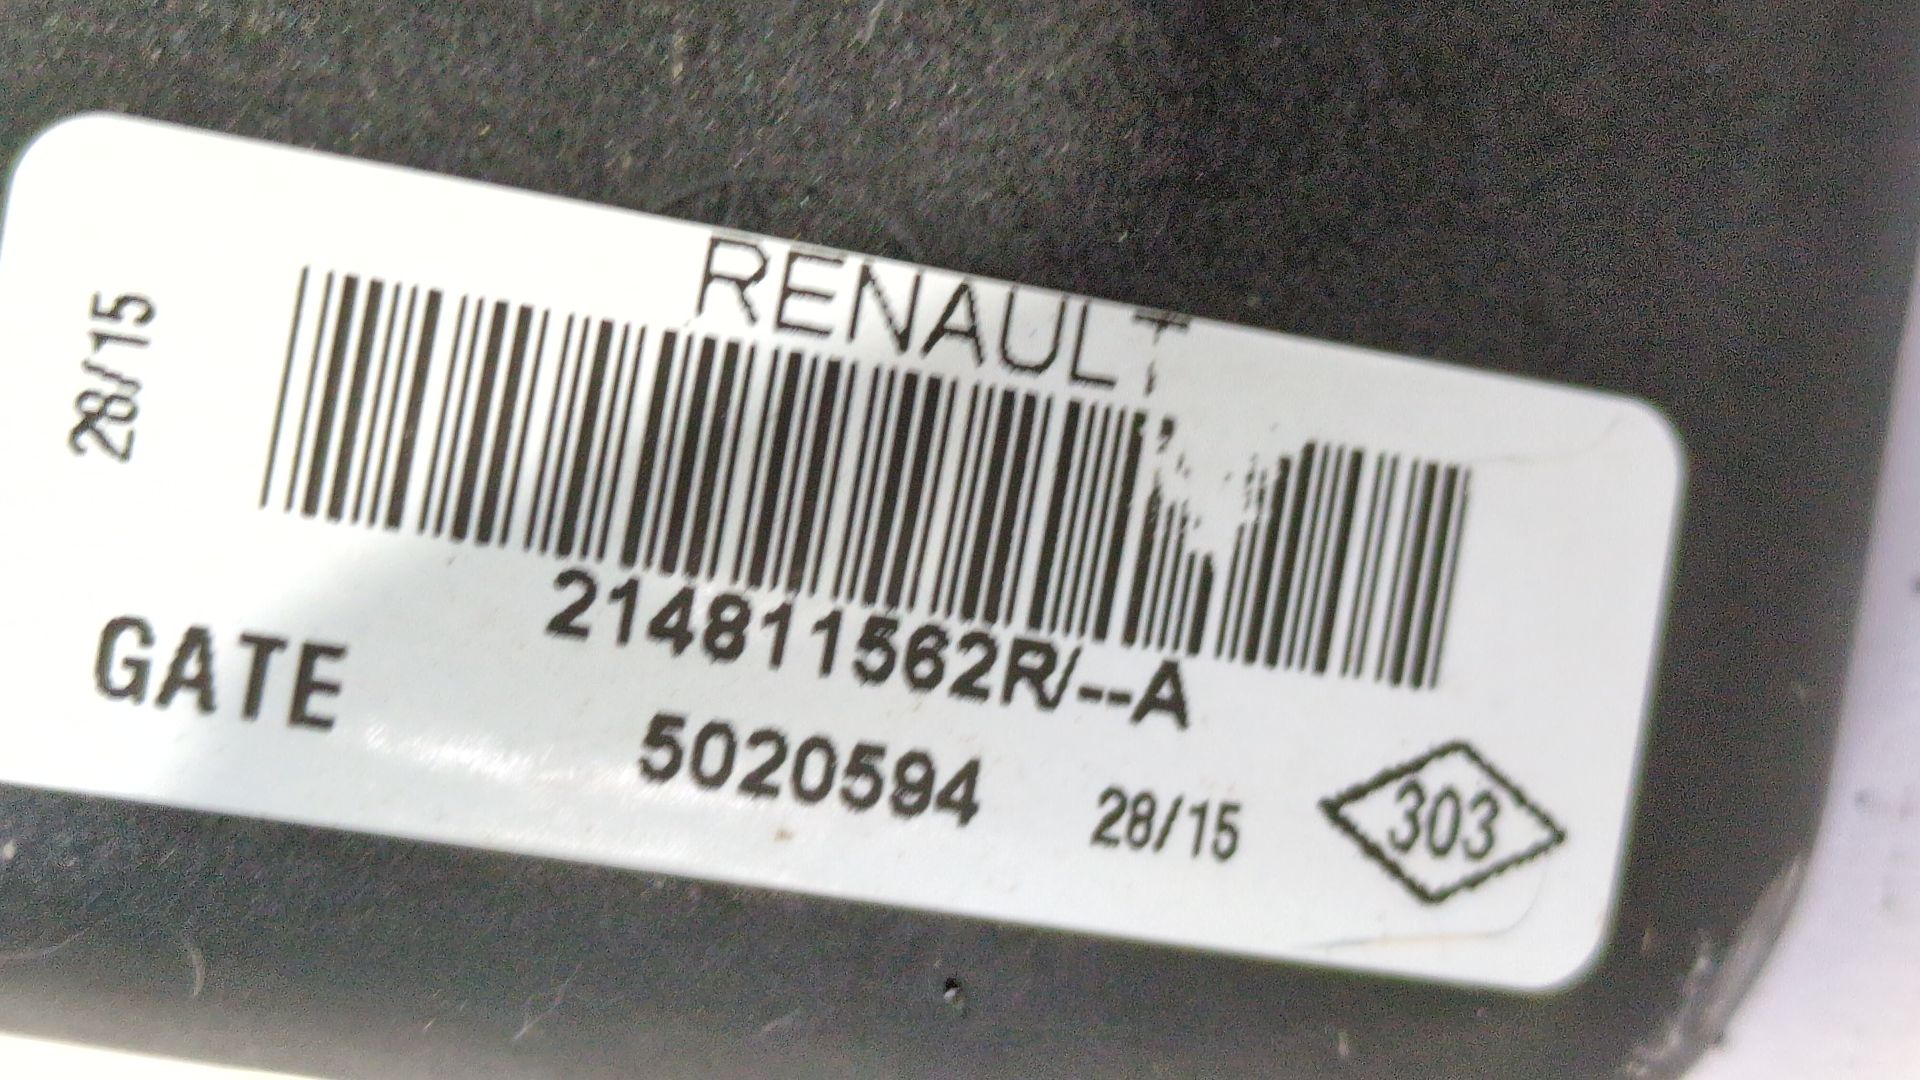 RENAULT
28/15
214811562R/--A
GATE
5020594
28/15
303